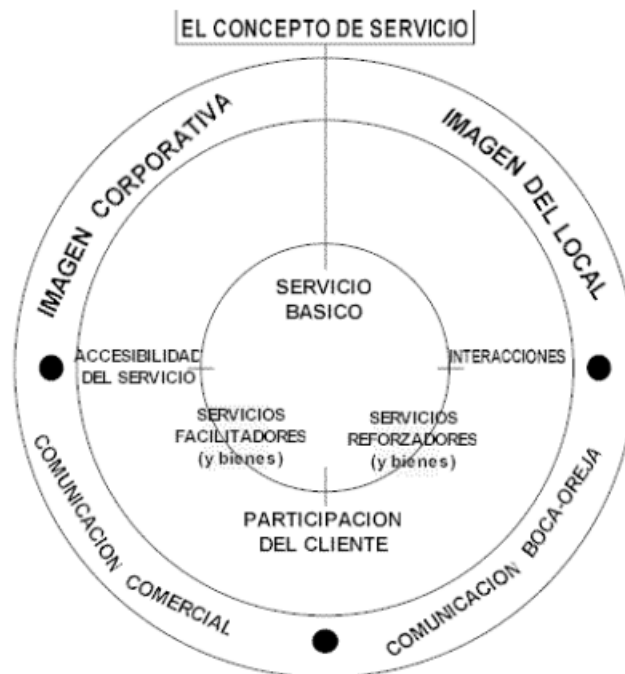 EL CONCEPTO DE SERVICIO
IMAGEN CORPORATIVA
IMAGEN DEL LOCAL
SERVICIO
BASICO
ACCESIBILIDAD
DEL SERVICIO
INTERACCIONES
SERVICIOS
FACILITADORES
(y bienes)
SERVICIOS
REFORZADORES
(y bienes)
PARTICIPACION
DEL CLIENTE
COMUNICACION COMERCIAL
COMUNICACION BOCA-OREJA